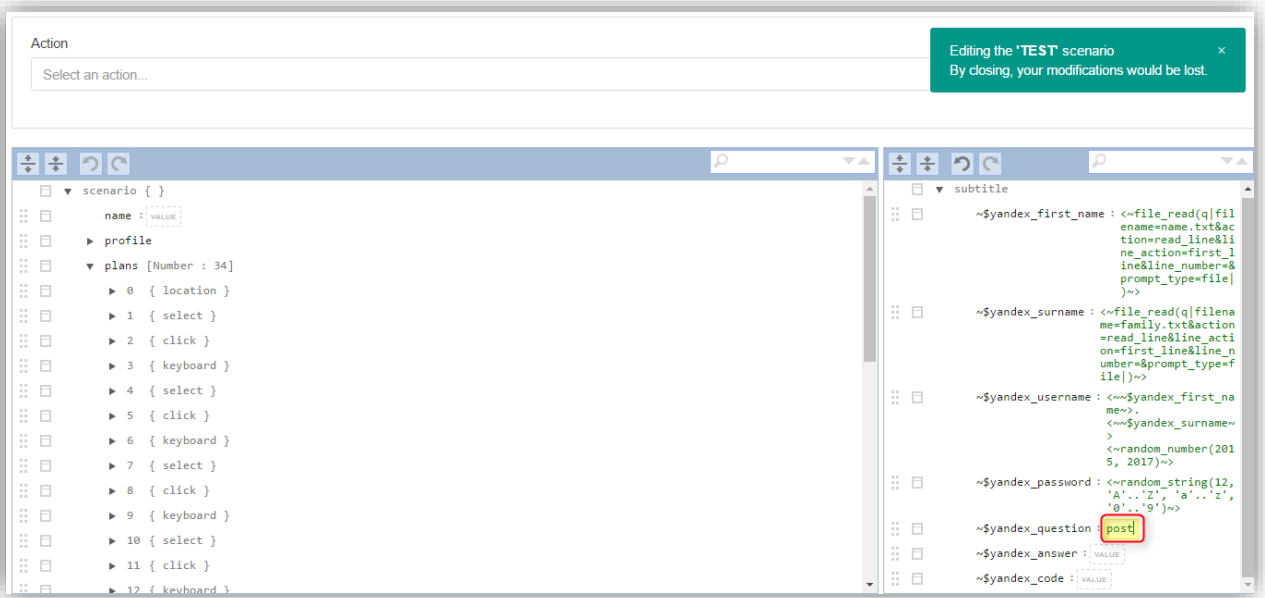 Action
Select an action...
Editing the 'TEST' scenario ×
By closing, your modifications would be lost.
scenario { }
name : VALUE
profile
plans [Number : 34]
0 { location }
1 { select }
2 { click }
3 { keyboard }
4 { select }
5 { click }
6 { keyboard }
7 { select }
8 { click }
9 { keyboard }
10 { select }
11 { click }
12 { keyboard }
subtitle
~$yandex_first_name : <~file_read(q|fil
ename=name.txt&ac
tion=read_line&li
ne_action=first_l
ine&line_number=&
prompt_type=file|
)~>
~$yandex_surname : <~file_read(q|filena
me=family.txt&action
=read_line&line_acti
on=first_line&line_n
umber=&prompt_type=f
ile|)~>
~$yandex_username : <~~$yandex_first_na
me~>.
<~~$yandex_surname~
>
<~random_number(201
5, 2017)~>
~$yandex_password : <~random_string(12,
'A'..'Z', 'a'..'z',
'0'..'9')~>
~$yandex_question : post
~$yandex_answer : VALUE
~$yandex_code : VALUE